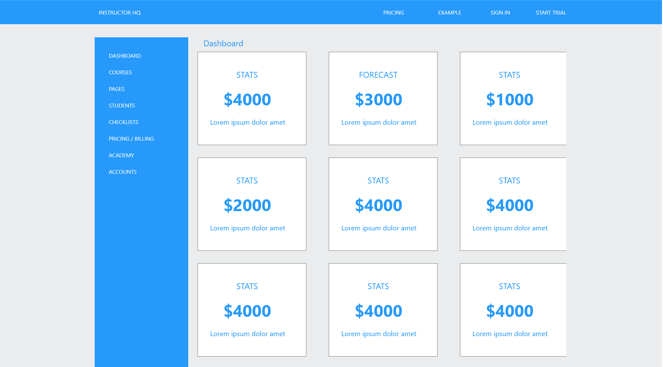 INSTRUCTOR HQ
PRICING
EXAMPLE
SIGN IN
START TRIAL
DASHBOARD
COURSES
PAGES
STUDENTS
CHECKLISTS
PRICING / BILLING
ACADEMY
ACCOUNTS
Dashboard
STATS
$4000
Lorem ipsum dolor amet
FORECAST
$3000
Lorem ipsum dolor amet
STATS
$1000
Lorem ipsum dolor amet
STATS
$2000
Lorem ipsum dolor amet
STATS
$4000
Lorem ipsum dolor amet
STATS
$4000
Lorem ipsum dolor amet
STATS
$4000
Lorem ipsum dolor amet
STATS
$4000
Lorem ipsum dolor amet
STATS
$4000
Lorem ipsum dolor amet